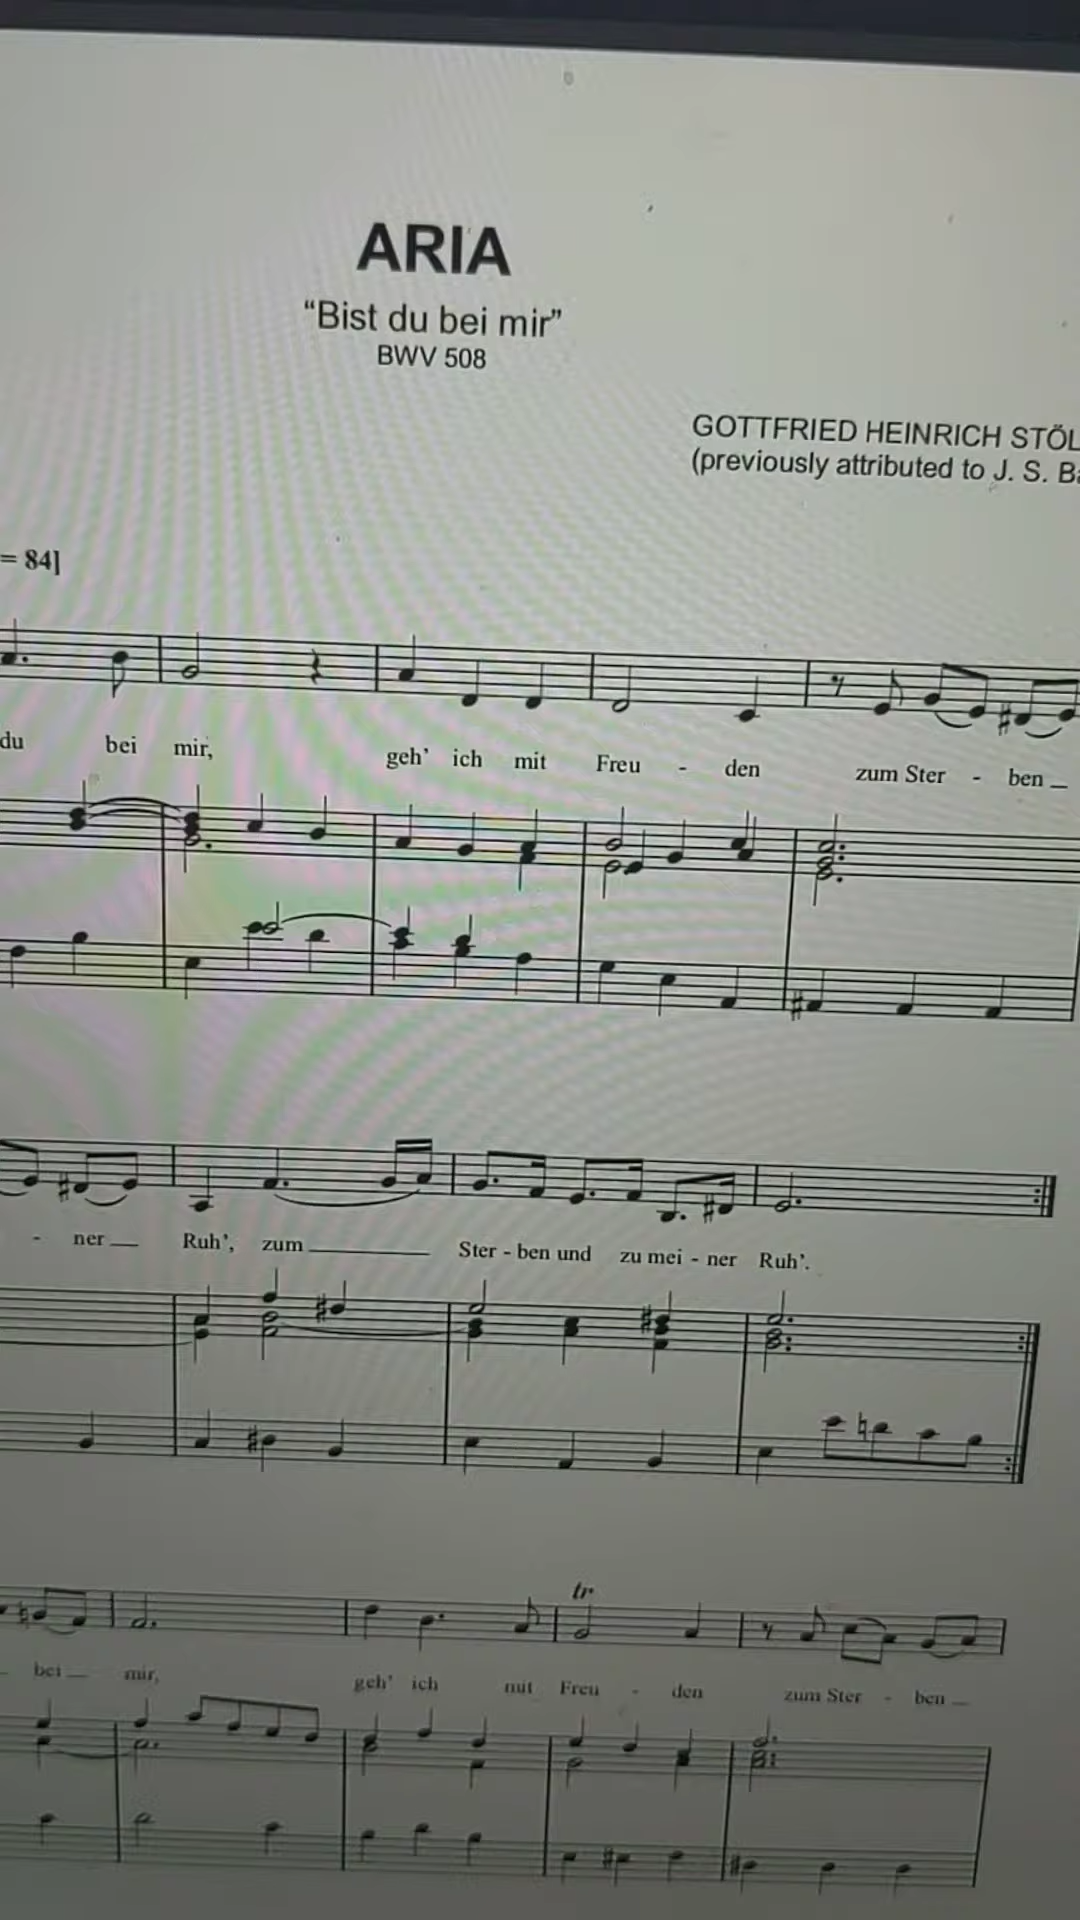 ARIA
“Bist du bei mir”
BWV 508
GOTTFRIED HEINRICH STÖL
(previously attributed to J. S. Ba
= 84]
du bei mir, geh’ ich mit Freu - den zum Ster - ben
- ner Ruh’, zum Ster - ben und zu mei - ner Ruh’.
tr
bei mir, geh’ ich mit Freu - den zum Ster - ben